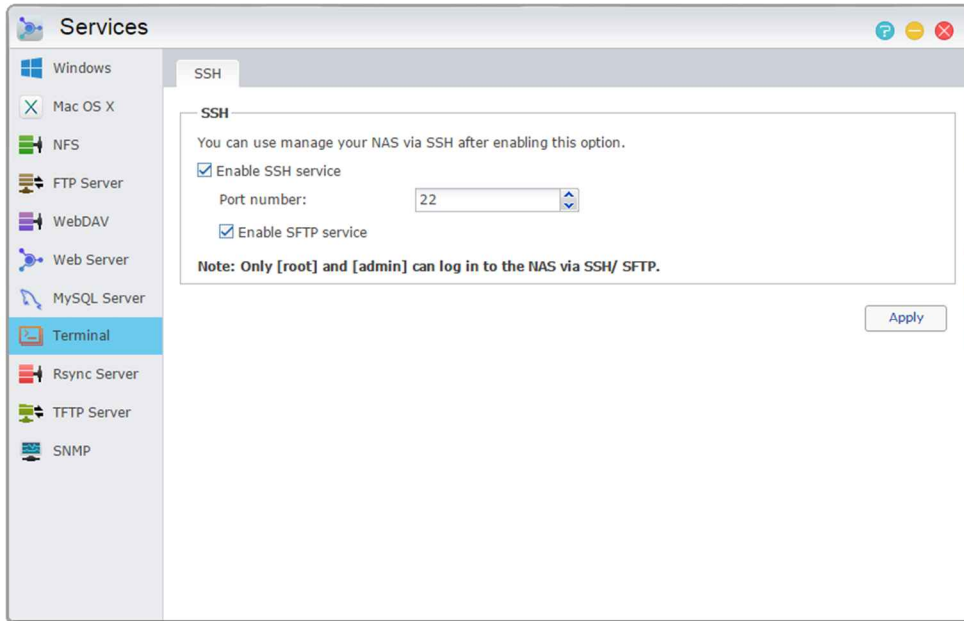 Services
Windows
Mac OS X
NFS
FTP Server
WebDAV
Web Server
MySQL Server
Terminal
Rsync Server
TFTP Server
SNMP
SSH
SSH
You can use manage your NAS via SSH after enabling this option.
Enable SSH service
Port number: 22
Enable SFTP service
Note: Only [root] and [admin] can log in to the NAS via SSH/ SFTP.
Apply